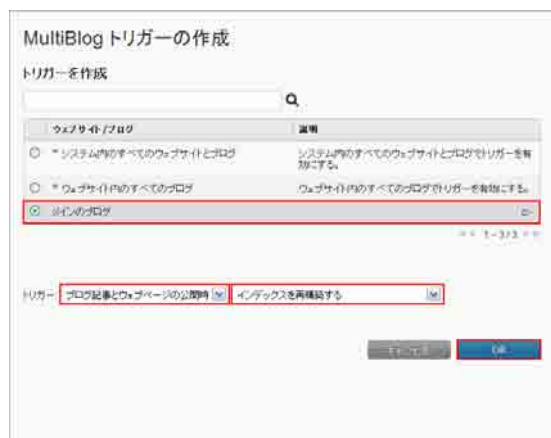 MultiBlog トリガーの作成
トリガーを作成
ウェブサイト/ブログ 説明
* システム内のすべてのウェブサイトとブログ システム内のすべてのウェブサイトとブログでトリガーを有効にする。
* ウェブサイト内のすべてのブログ ウェブサイト内のすべてのブログでトリガーを有効にする。
のブログ
1-3/3
トリガー ブログ記事とウェブページの公開時 インデックスを再構築する
OK